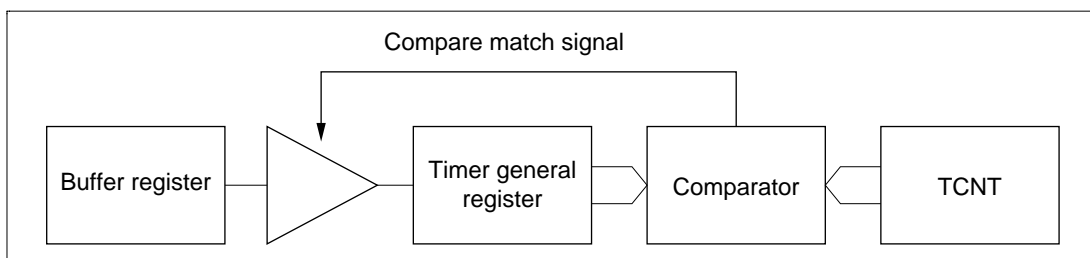 Compare match signal
Buffer register
Timer general
register
Comparator
TCNT